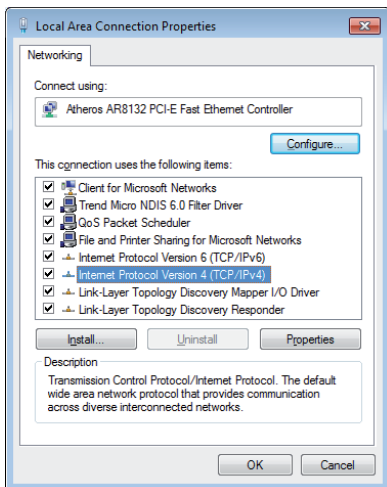 Local Area Connection Properties
Networking
Connect using:
Atheros AR8132 PCI-E Fast Ethernet Controller
Configure...
This connection uses the following items:
Client for Microsoft Networks
Trend Micro NDIS 6.0 Filter Driver
QoS Packet Scheduler
File and Printer Sharing for Microsoft Networks
Internet Protocol Version 6 (TCP/IPv6)
Internet Protocol Version 4 (TCP/IPv4)
Link-Layer Topology Discovery Mapper I/O Driver
Link-Layer Topology Discovery Responder
Install... Uninstall Properties
Description
Transmission Control Protocol/Internet Protocol. The default
wide area network protocol that provides communication
across diverse interconnected networks.
OK Cancel